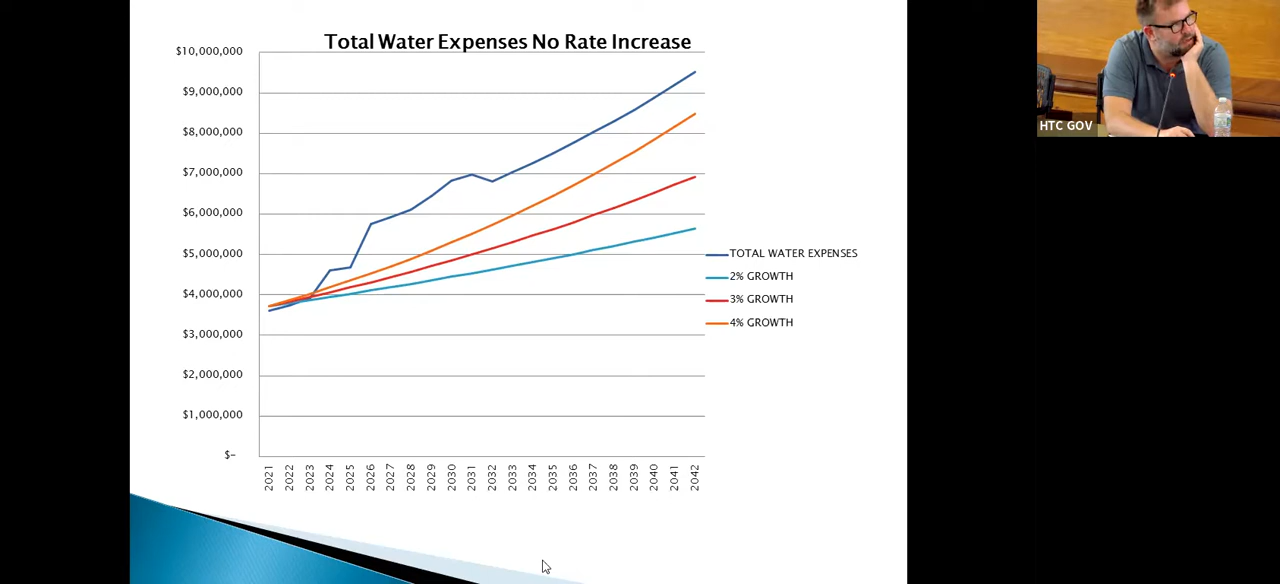 Total Water Expenses No Rate Increase
$10,000,000
$9,000,000
$8,000,000
$7,000,000
$6,000,000
$5,000,000
$4,000,000
$3,000,000
$2,000,000
$1,000,000
$-
2021 2022 2023 2024 2025 2026 2027 2028 2029 2030 2031 2032 2033 2034 2035 2036 2037 2038 2039 2040 2041 2042
TOTAL WATER EXPENSES
2% GROWTH
3% GROWTH
4% GROWTH
HTC GOV